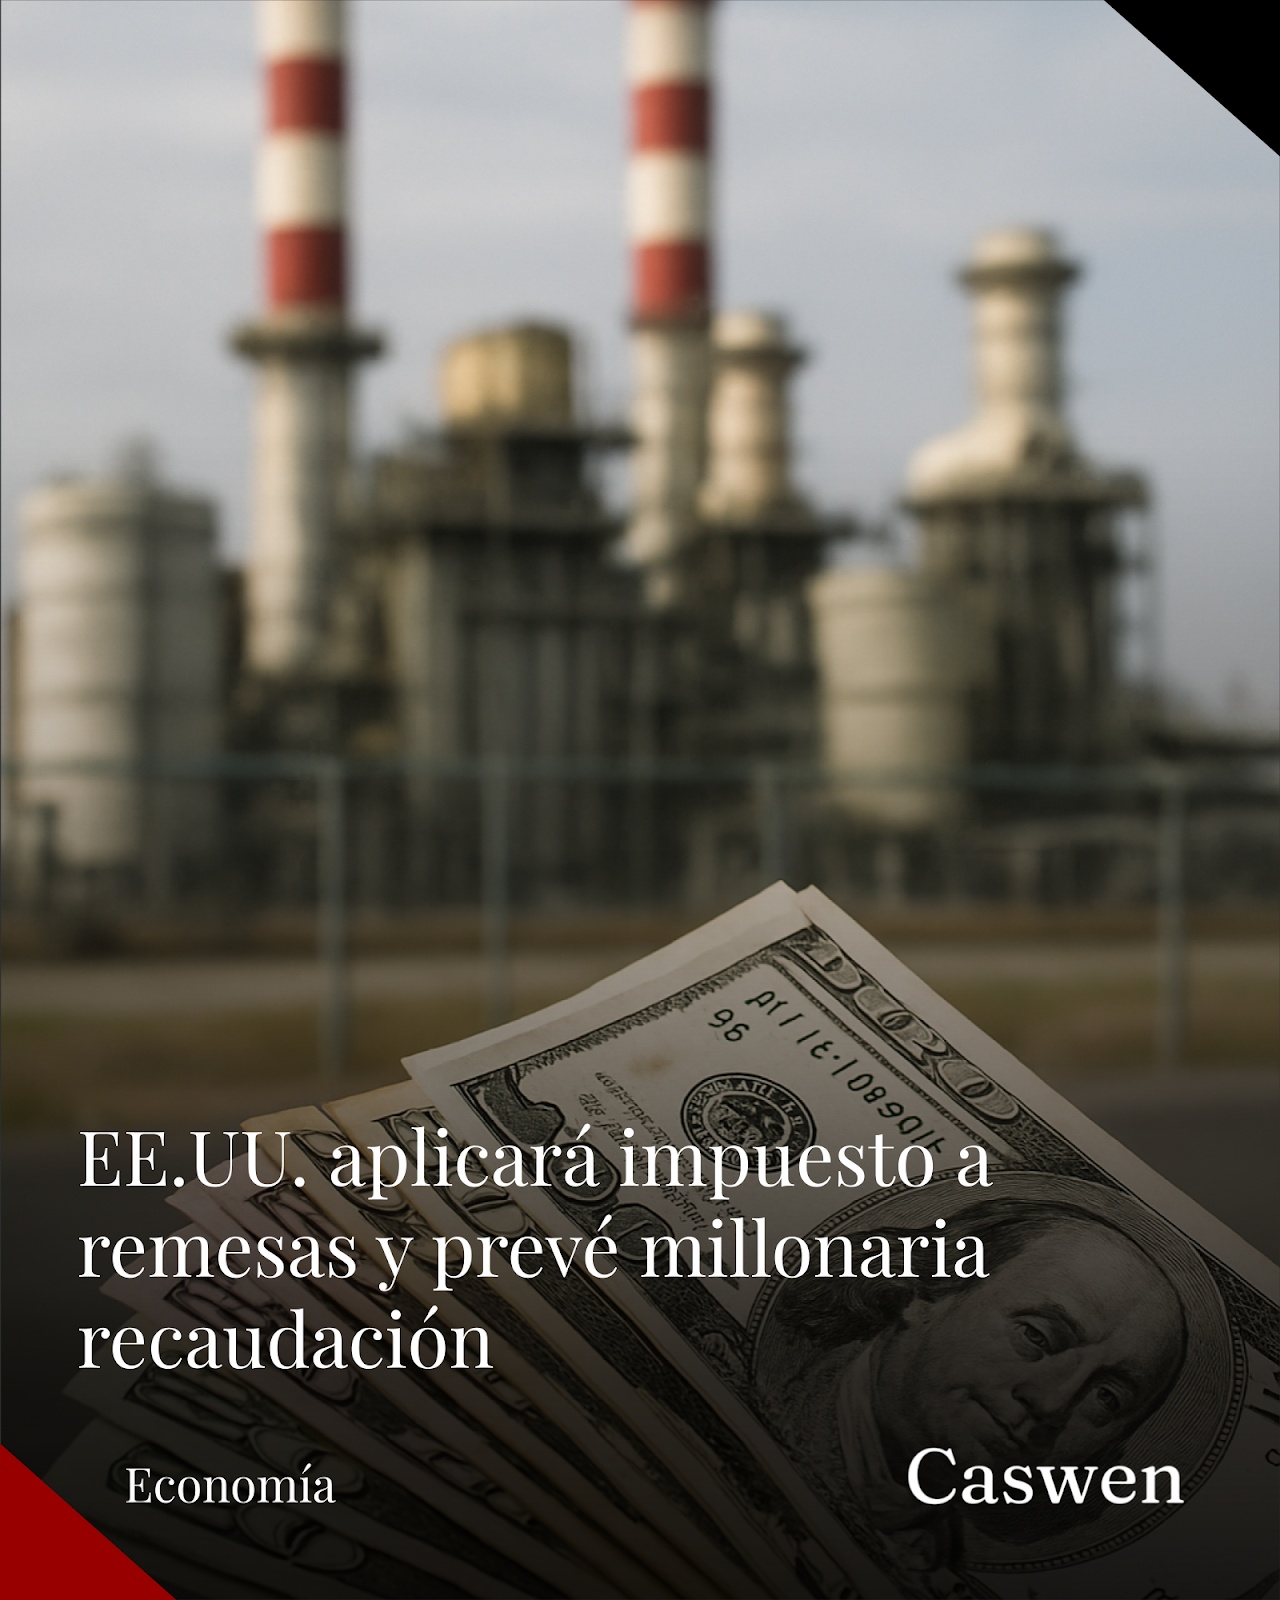 EE.UU. aplicará impuesto a
remesas y prevé millonaria
recaudación
Economía
Caswen